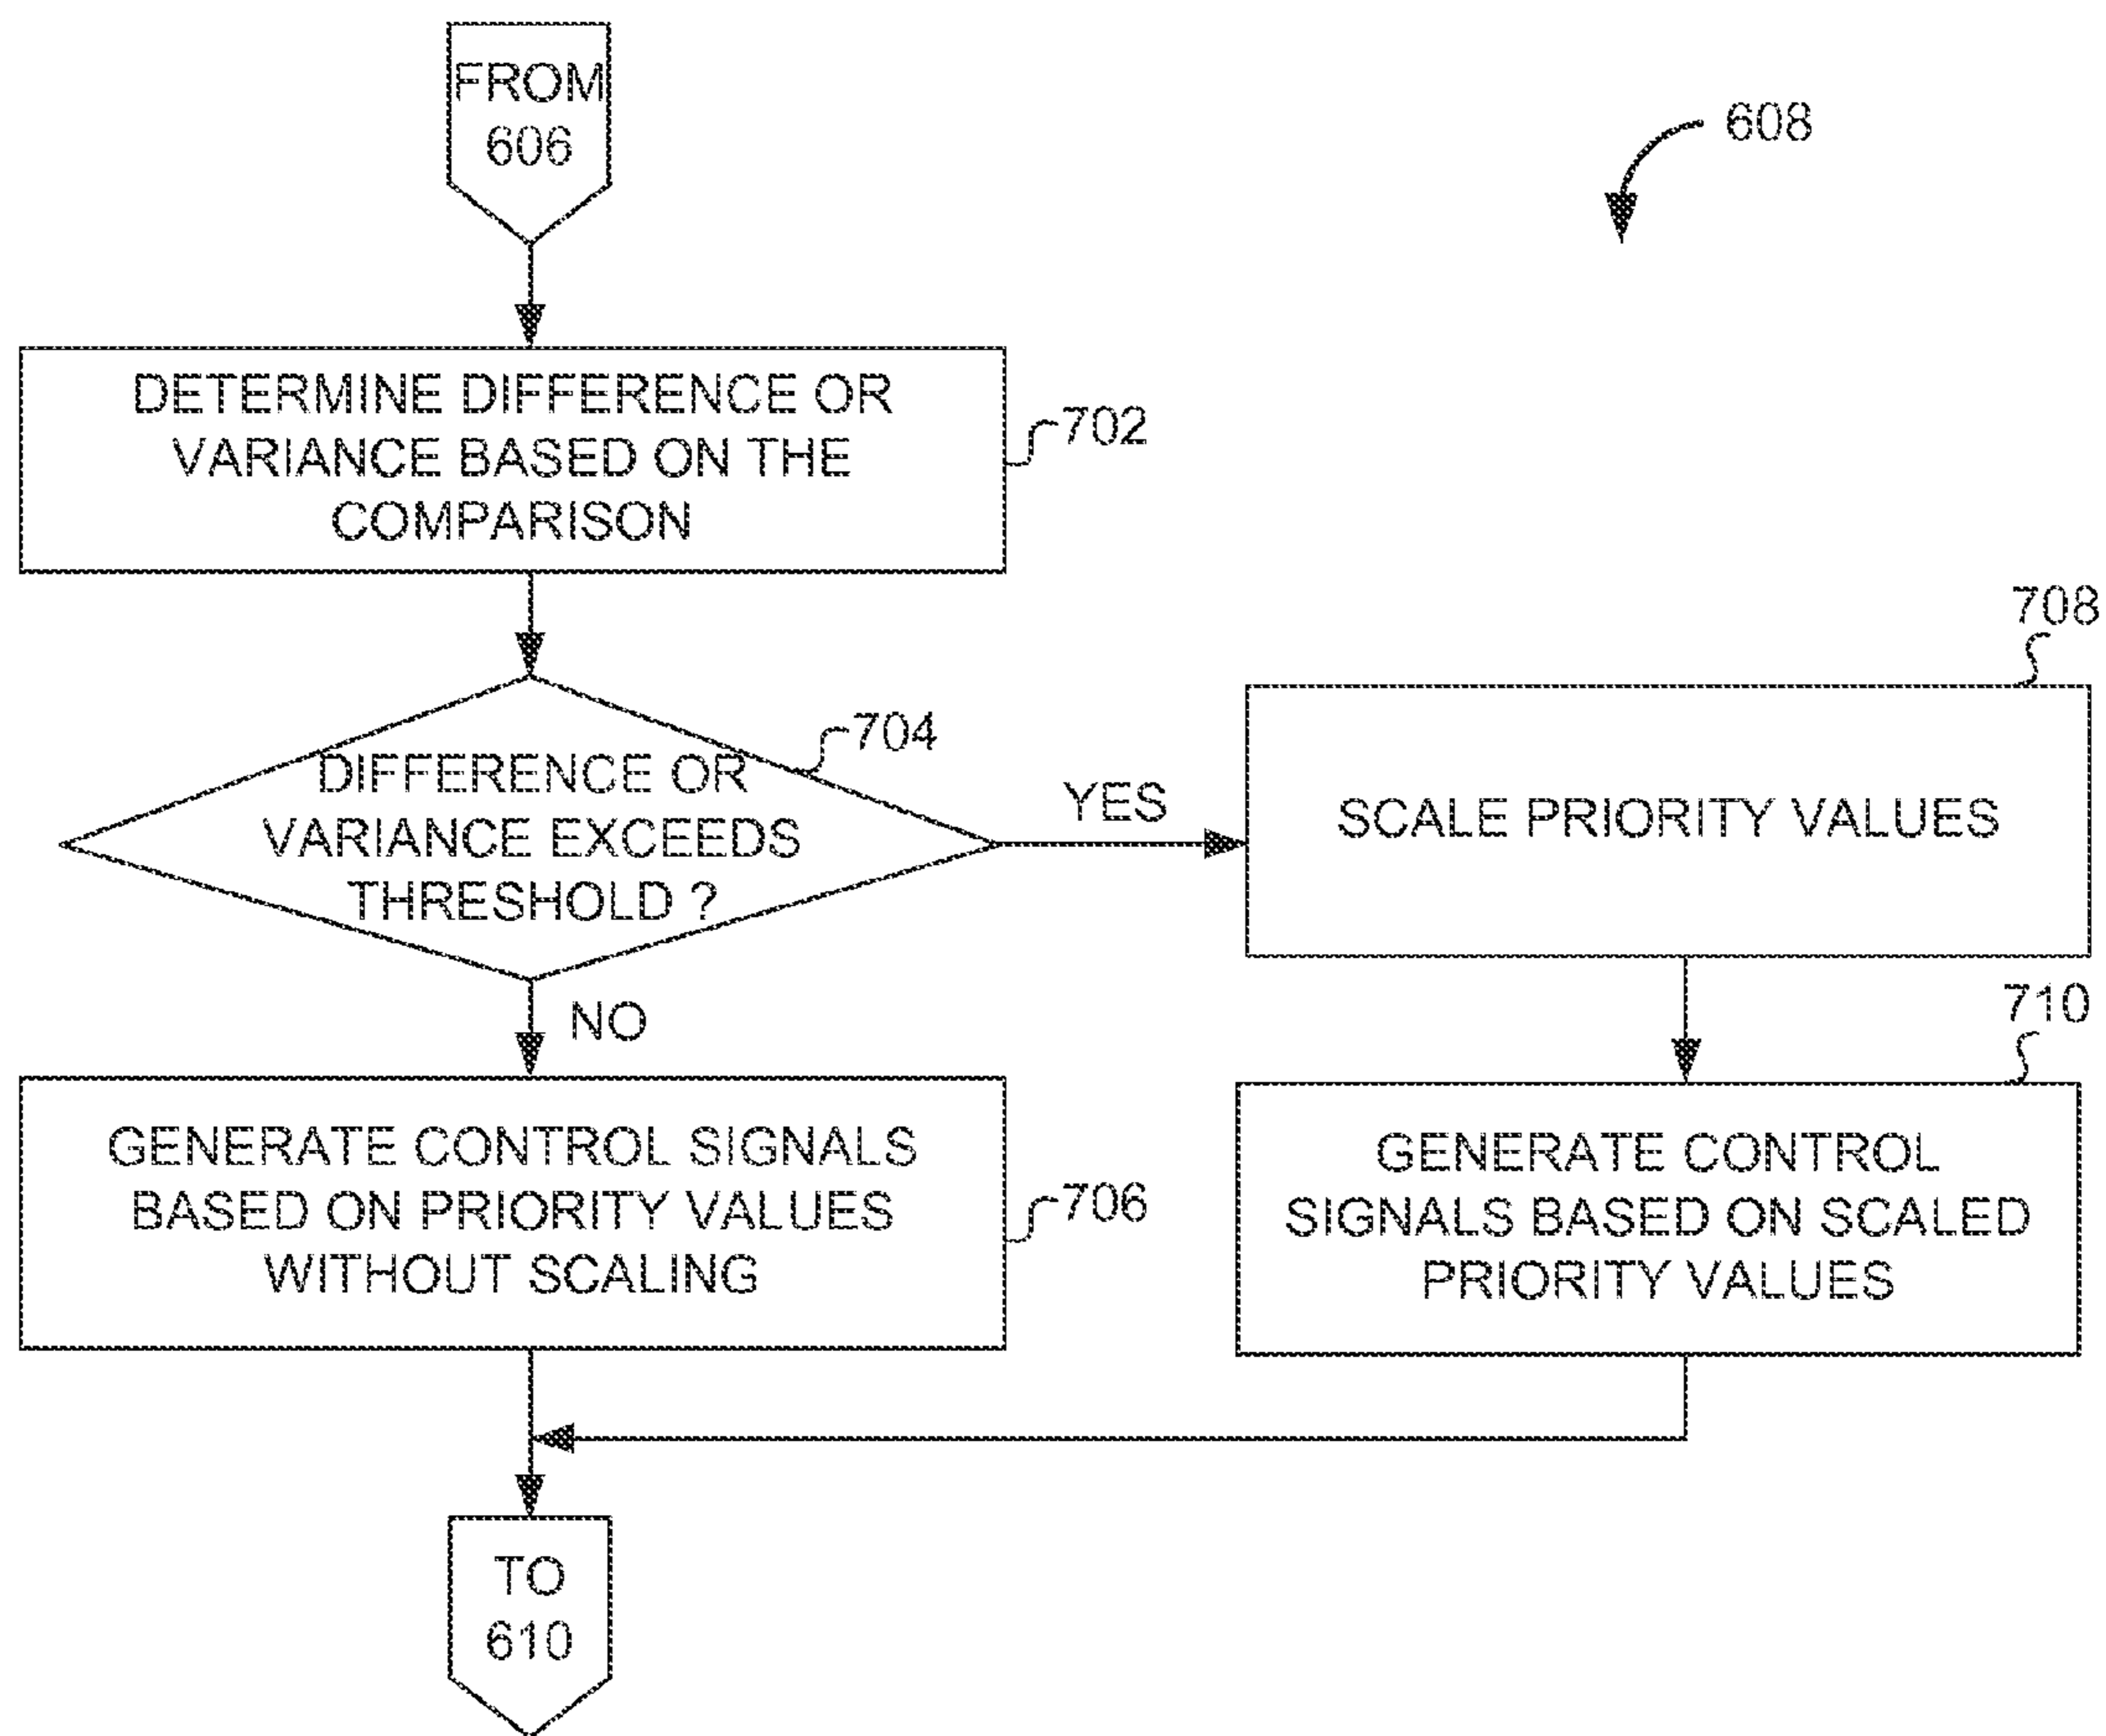 FROM
606
608
DETERMINE DIFFERENCE OR
VARIANCE BASED ON THE
COMPARISON
702
704
DIFFERENCE OR
VARIANCE EXCEEDS
THRESHOLD ?
YES
NO
708
SCALE PRIORITY VALUES
GENERATE CONTROL SIGNALS
BASED ON PRIORITY VALUES
WITHOUT SCALING
706
710
GENERATE CONTROL
SIGNALS BASED ON SCALED
PRIORITY VALUES
TO
610